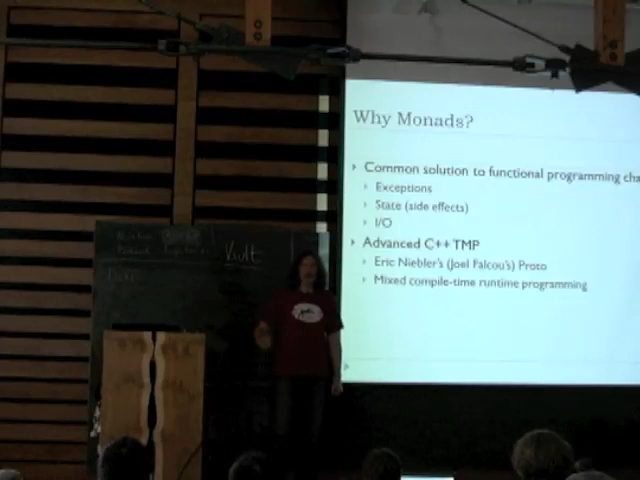 Why Monads?
Common solution to functional programming cha
Exceptions
State (side effects)
I/O
Advanced C++ TMP
Eric Niebler's (Joel Falcou's) Proto
Mixed compile-time runtime programming
Vault